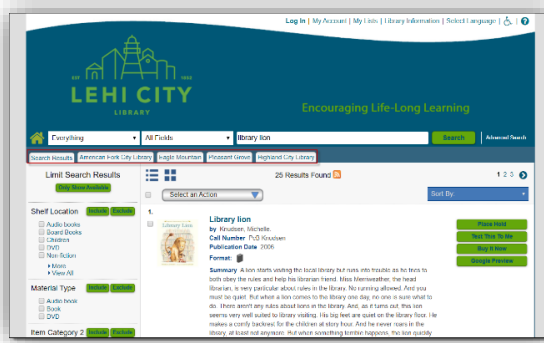 Log In | My Account | My Lists | Library Information | Select Language |
EST 1852
LEHI CITY
LIBRARY
Encouraging Life-Long Learning
Everything
All Fields
library lion
Search
Advanced Search
Search Results
American Fork City Library
Eagle Mountain
Pleasant Grove
Highland City Library
Limit Search Results
Only Show Available
25 Results Found
1 2 3
Select an Action
Sort By:
Shelf Location Include Exclude
Audio books
Board Books
Children
DVD
Non fiction
More
View All
Material Type Include Exclude
Audio book
Book
DVD
Item Category 2 Include Exclude
1.
Library Lion
Library lion
by Knudsen, Michelle.
Call Number PcB Knudsen
Publication Date 2006
Format:
Summary A lion starts visiting the local library but runs into trouble as he tries to
both obey the rules and help his librarian friend. Miss Merriweather, the head
librarian, is very particular about rules in the library. No running allowed. And you
must be quiet. But when a lion comes to the library one day, no one is sure what to
do. There aren't any rules about lions in the library. And, as it turns out, this lion
seems very well suited to library visiting. His big feet are quiet on the library floor. He
makes a comfy backrest for the children at story hour. And he never roars in the
library, at least not anymore. But when something terrible happens, the lion quickly
Place Hold
Text This To Me
Buy It Now
Google Preview